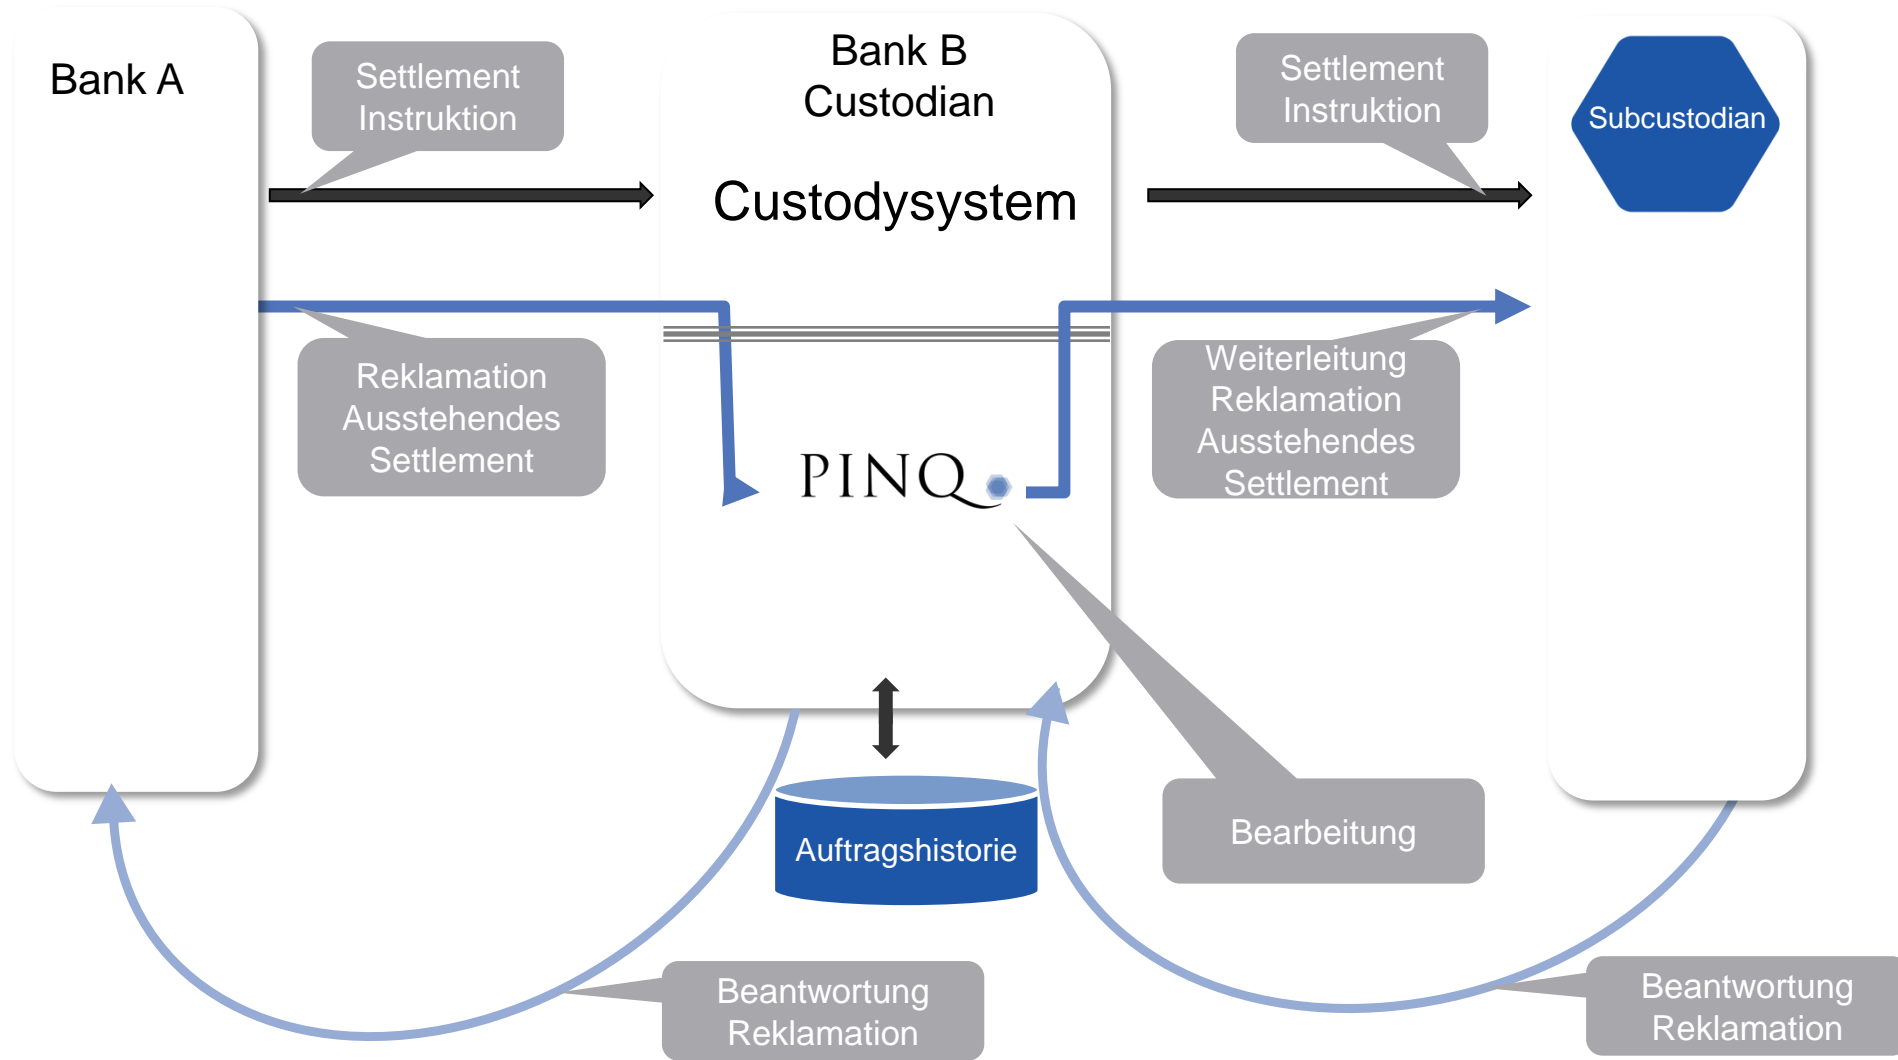 Bank A
Settlement
Instruktion
Bank B
Custodian
Custodysystem
Settlement
Instruktion
Subcustodian
Reklamation
Ausstehendes
Settlement
Weiterleitung
Reklamation
Ausstehendes
Settlement
PINQ
Auftragshistorie
Bearbeitung
Beantwortung
Reklamation
Beantwortung
Reklamation